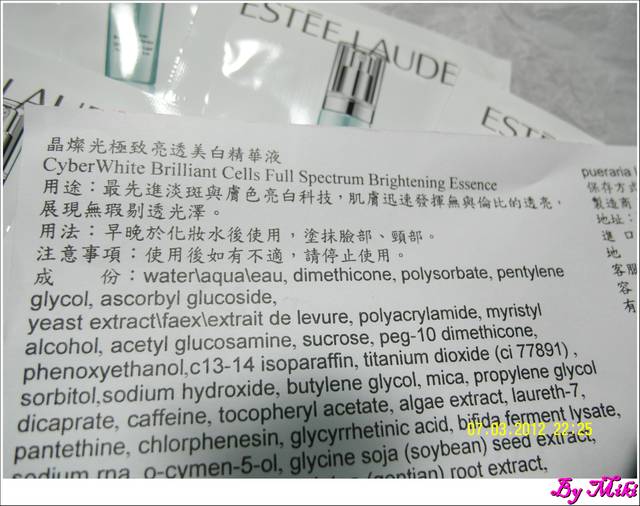 ESTEE LAUDE
LAUDE
ESTEE
晶燦光極致亮透美白精華液
CyberWhite Brilliant Cells Full Spectrum Brightening Essence
用途：最先進淡斑與膚色亮白科技，肌膚迅速發揮無與倫比的透亮，
展現無瑕剔透光澤。
用法：早晚於化妝水後使用，塗抹臉部、頸部。
注意事項：使用後如有不適，請停止使用。
成 份：water\aqua\eau, dimethicone, polysorbate, pentylene
glycol, ascorbyl glucoside,
yeast extract\faex\extrait de levure, polyacrylamide, myristyl
alcohol, acetyl glucosamine, sucrose, peg-10 dimethicone,
phenoxyethanol,c13-14 isoparaffin, titanium dioxide (ci 77891) ,
sorbitol,sodium hydroxide, butylene glycol, mica, propylene glycol
dicaprate, caffeine, tocopheryl acetate, algae extract, laureth-7,
pantethine, chlorphenesin, glycyrrhetinic acid, bifida ferment lysate,
sodium rna, o-cymen-5-ol, glycine soja (soybean) seed extract,
(gentian) root extract,
pueraria l
保存方式
製造商
地址：
進口
地
客服
容
有
07.03.2012 22:25
By Miki